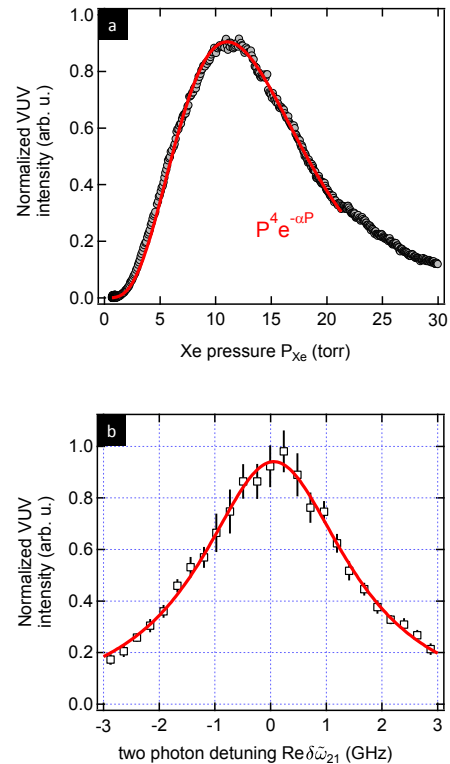 a
Normalized VUV
intensity (arb. u.)
1.0
0.8
0.6
0.4
0.2
0.0
P⁴e⁻ᵅᴾ
0 5 10 15 20 25 30
Xe pressure P_Xe (torr)
b
Normalized VUV
intensity (arb. u.)
1.0
0.8
0.6
0.4
0.2
0.0
-3 -2 -1 0 1 2 3
two photon detuning Re δω̃₂₁ (GHz)